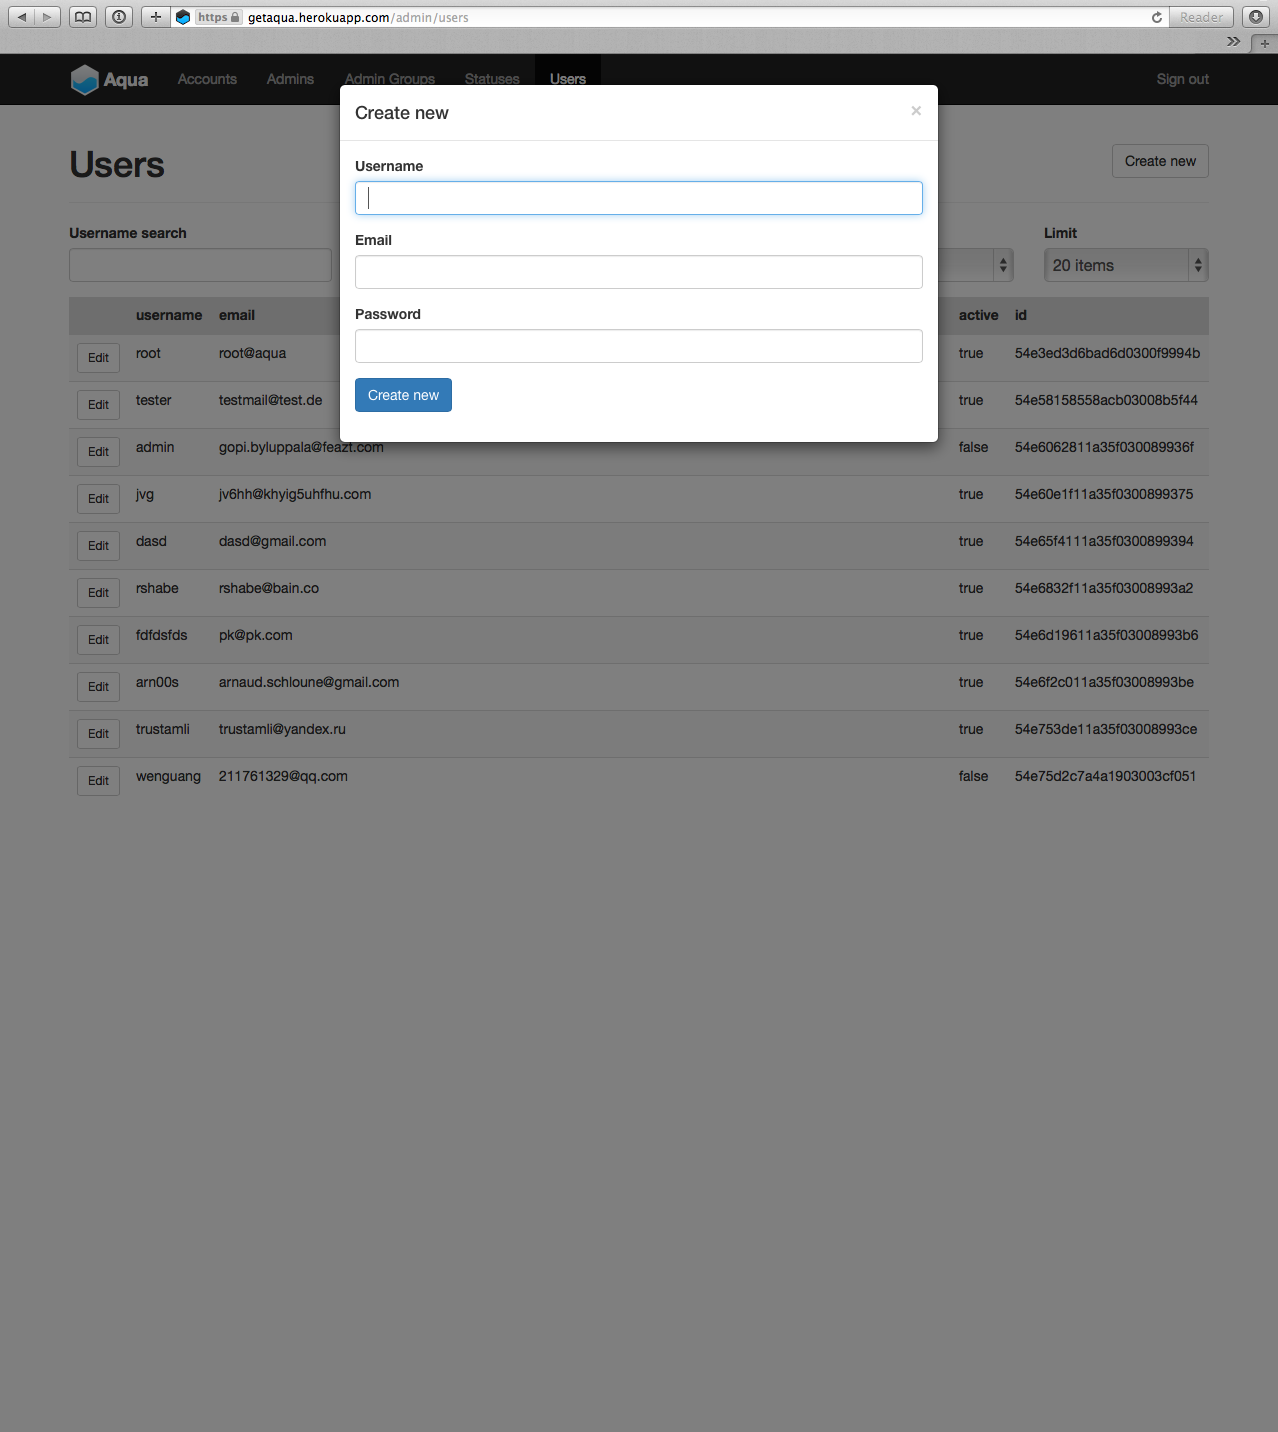 https getaqua.herokuapp.com/admin/users Reader
Aqua Accounts Admins Admin Groups Statuses Users Sign out
Create new ×
Users Create new
Username
Username search Limit
20 items
Email
Password
Create new
username email active id
Edit root root@aqua true 54e3ed3d6bad6d0300f9994b
Edit tester testmail@test.de true 54e58158558acb03008b5f44
Edit admin gopi.byluppala@feazt.com false 54e6062811a35f030089936f
Edit jvg jv6hh@khyig5uhfhu.com true 54e60e1f11a35f0300899375
Edit dasd dasd@gmail.com true 54e65f4111a35f0300899394
Edit rshabe rshabe@bain.co true 54e6832f11a35f03008993a2
Edit fdfdsfds pk@pk.com true 54e6d19611a35f03008993b6
Edit arn00s arnaud.schloune@gmail.com true 54e6f2c011a35f03008993be
Edit trustamli trustamli@yandex.ru true 54e753de11a35f03008993ce
Edit wenguang 211761329@qq.com false 54e75d2c7a4a1903003cf051